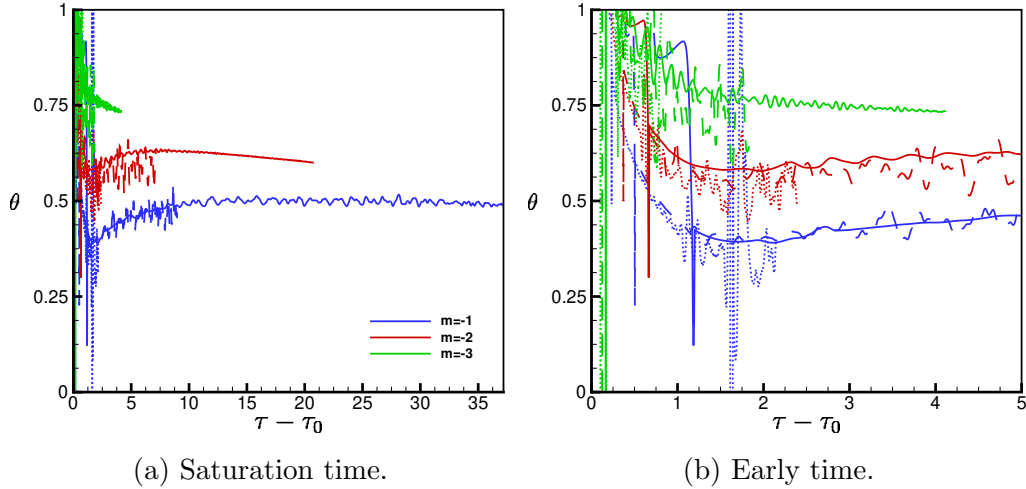 θ
1
0.75
0.5
0.25
0
0 5 10 15 20 25 30 35
τ − τ₀
m=-1
m=-2
m=-3
(a) Saturation time.
θ
1
0.75
0.5
0.25
0
0 1 2 3 4 5
τ − τ₀
(b) Early time.